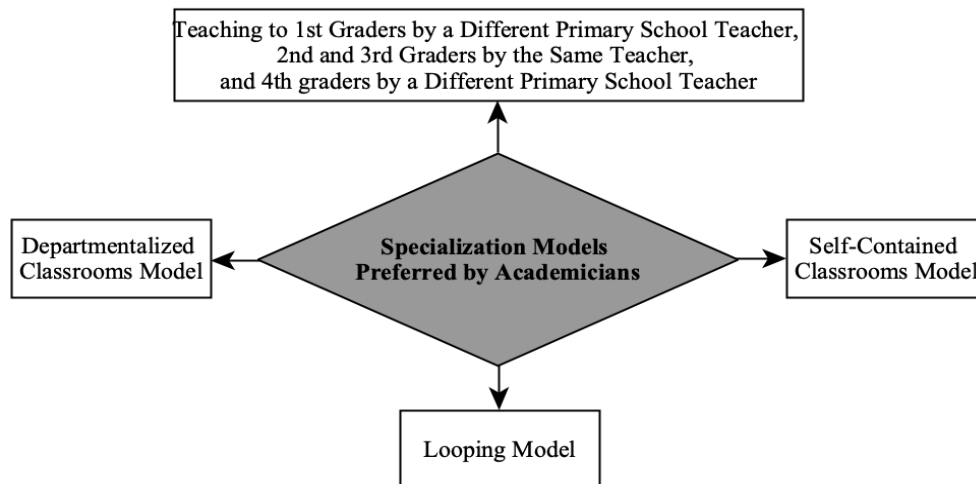 Teaching to 1st Graders by a Different Primary School Teacher,
2nd and 3rd Graders by the Same Teacher,
and 4th graders by a Different Primary School Teacher
Departmentalized
Classrooms Model
Specialization Models
Preferred by Academicians
Self-Contained
Classrooms Model
Looping Model